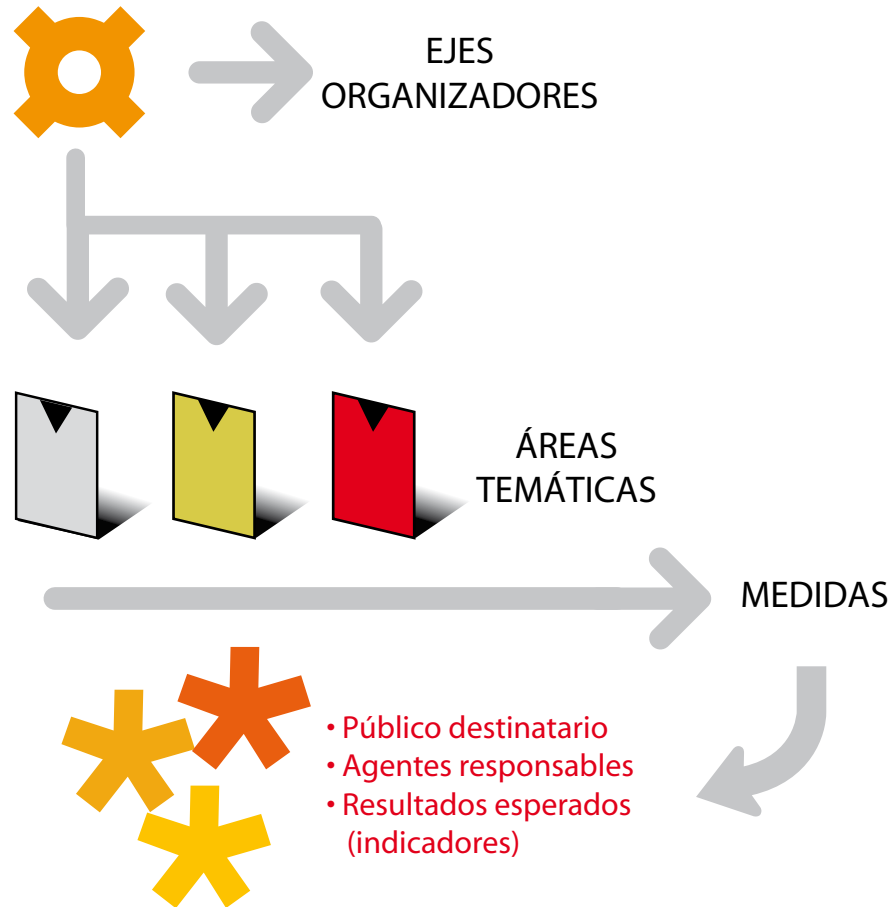 EJES
ORGANIZADORES
ÁREAS
TEMÁTICAS
MEDIDAS
• Público destinatario
• Agentes responsables
• Resultados esperados
(indicadores)